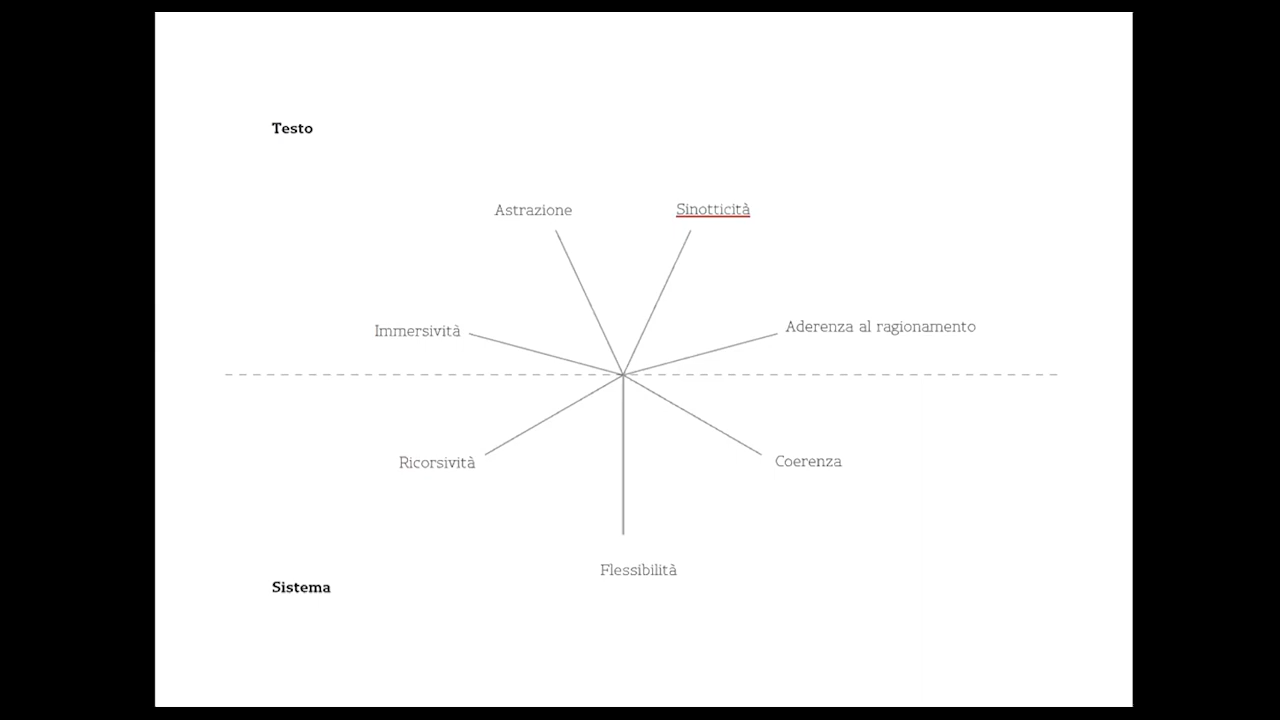 Testo
Astrazione
Sinotticità
Immersività
Aderenza al ragionamento
Ricorsività
Coerenza
Flessibilità
Sistema